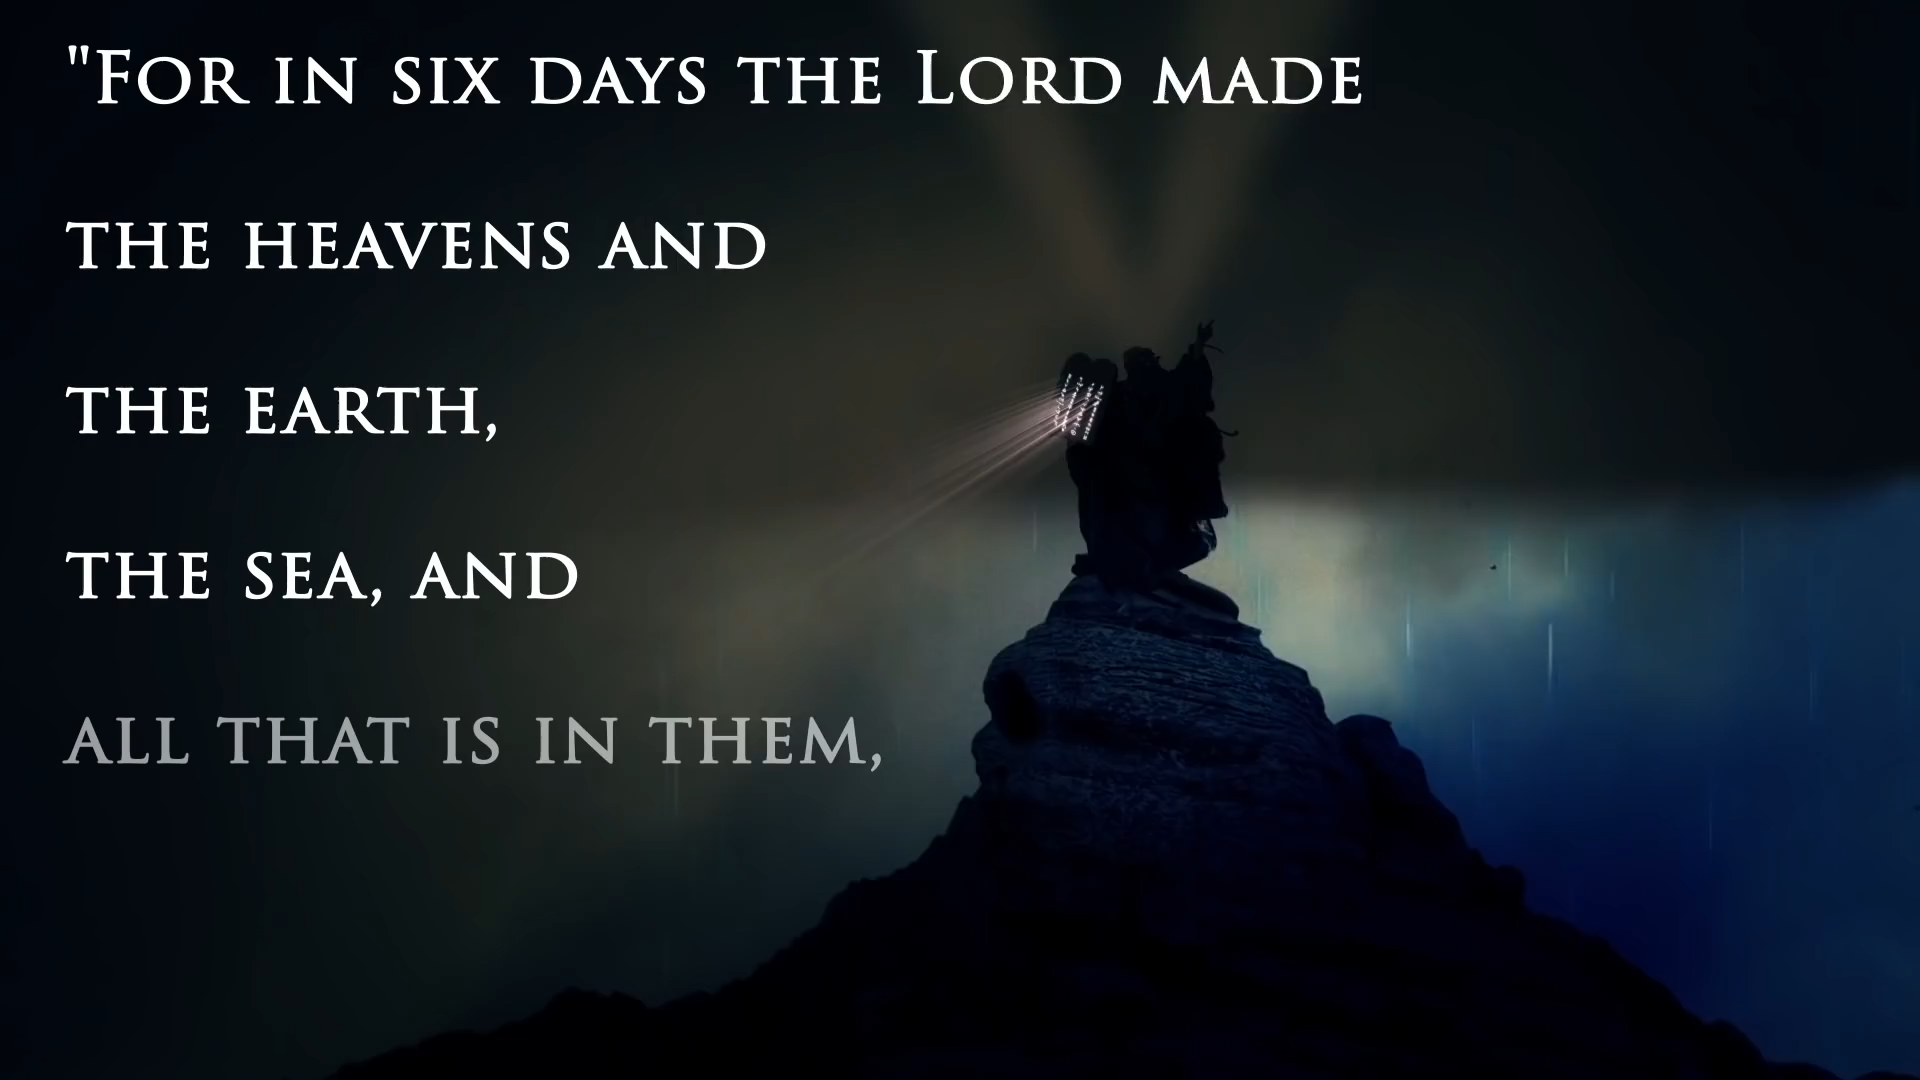 "For in six days the Lord made
the heavens and
the earth,
the sea, and
all that is in them,